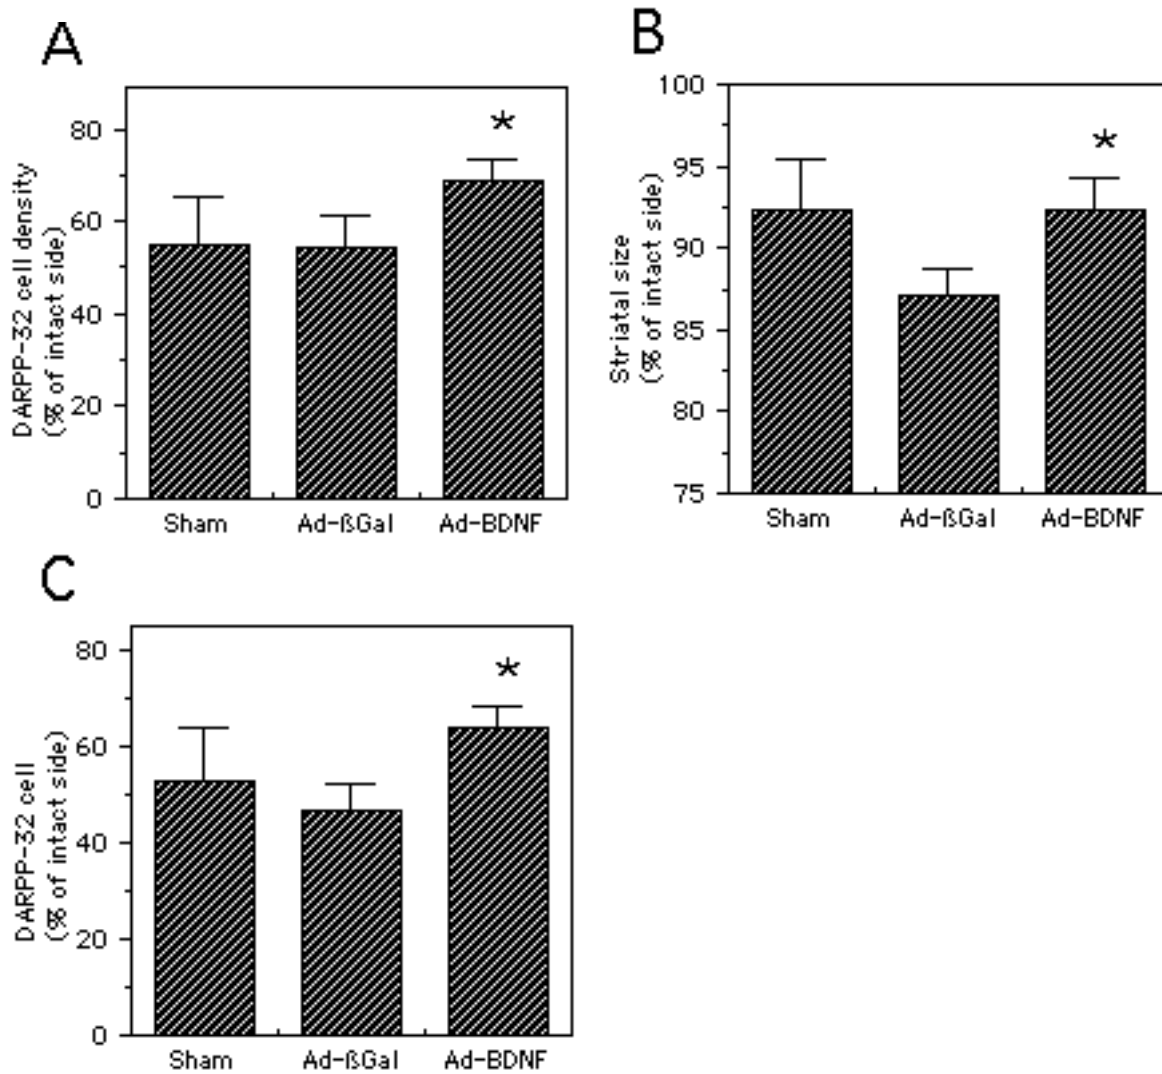 A
DARPP-32 cell density
(% of intact side)
80
60
40
20
0
*
Sham
Ad-ßGal
Ad-BDNF
B
Striatal size
(% of intact side)
100
95
90
85
80
75
*
Sham
Ad-ßGal
Ad-BDNF
C
DARPP-32 cell
(% of intact side)
80
60
40
20
0
*
Sham
Ad-ßGal
Ad-BDNF